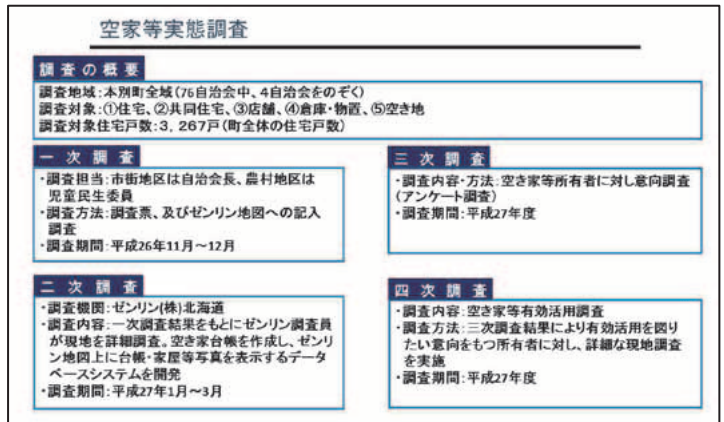 空家等実態調査
調査の概要
調査地域:本別町全域(76自治会中、4自治会をのぞく)
調査対象:①住宅、②共同住宅、③店舗、④倉庫・物置、⑤空き地
調査対象住宅戸数:3,267戸(町全体の住宅戸数)
一次調査
・調査担当:市街地区は自治会長、農村地区は
児童民生委員
・調査方法:調査票、及びゼンリン地図への記入
調査
・調査期間:平成26年11月~12月
二次調査
・調査機関:ゼンリン(株)北海道
・調査内容:一次調査結果をもとにゼンリン調査員
が現地を詳細調査。空き家台帳を作成し、ゼンリ
ン地図上に台帳・家屋等写真を表示するデータ
ベースシステムを開発
・調査期間:平成27年1月~3月
三次調査
・調査内容・方法:空き家等所有者に対し意向調査
(アンケート調査)
・調査期間:平成27年度
四次調査
・調査内容:空き家等有効活用調査
・調査方法:三次調査結果により有効活用を図り
たい意向をもつ所有者に対し、詳細な現地調査
を実施
・調査期間:平成27年度